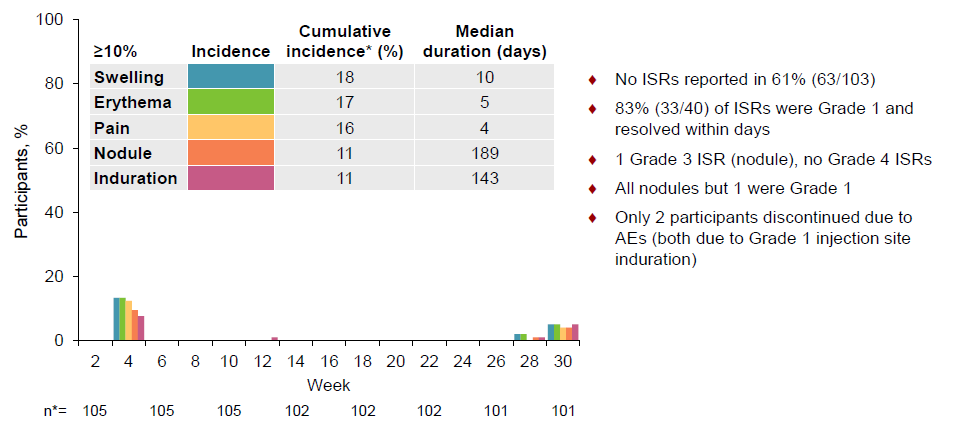 100
80
60
40
20
0
Participants, %
≥10% Incidence Cumulative incidence* (%) Median duration (days)
Swelling 18 10
Erythema 17 5
Pain 16 4
Nodule 11 189
Induration 11 143
2 4 6 8 10 12 14 16 18 20 22 24 26 28 30
Week
n*= 105 105 105 102 102 102 101 101
♦ No ISRs reported in 61% (63/103)
♦ 83% (33/40) of ISRs were Grade 1 and
resolved within days
♦ 1 Grade 3 ISR (nodule), no Grade 4 ISRs
♦ All nodules but 1 were Grade 1
♦ Only 2 participants discontinued due to
AEs (both due to Grade 1 injection site
induration)